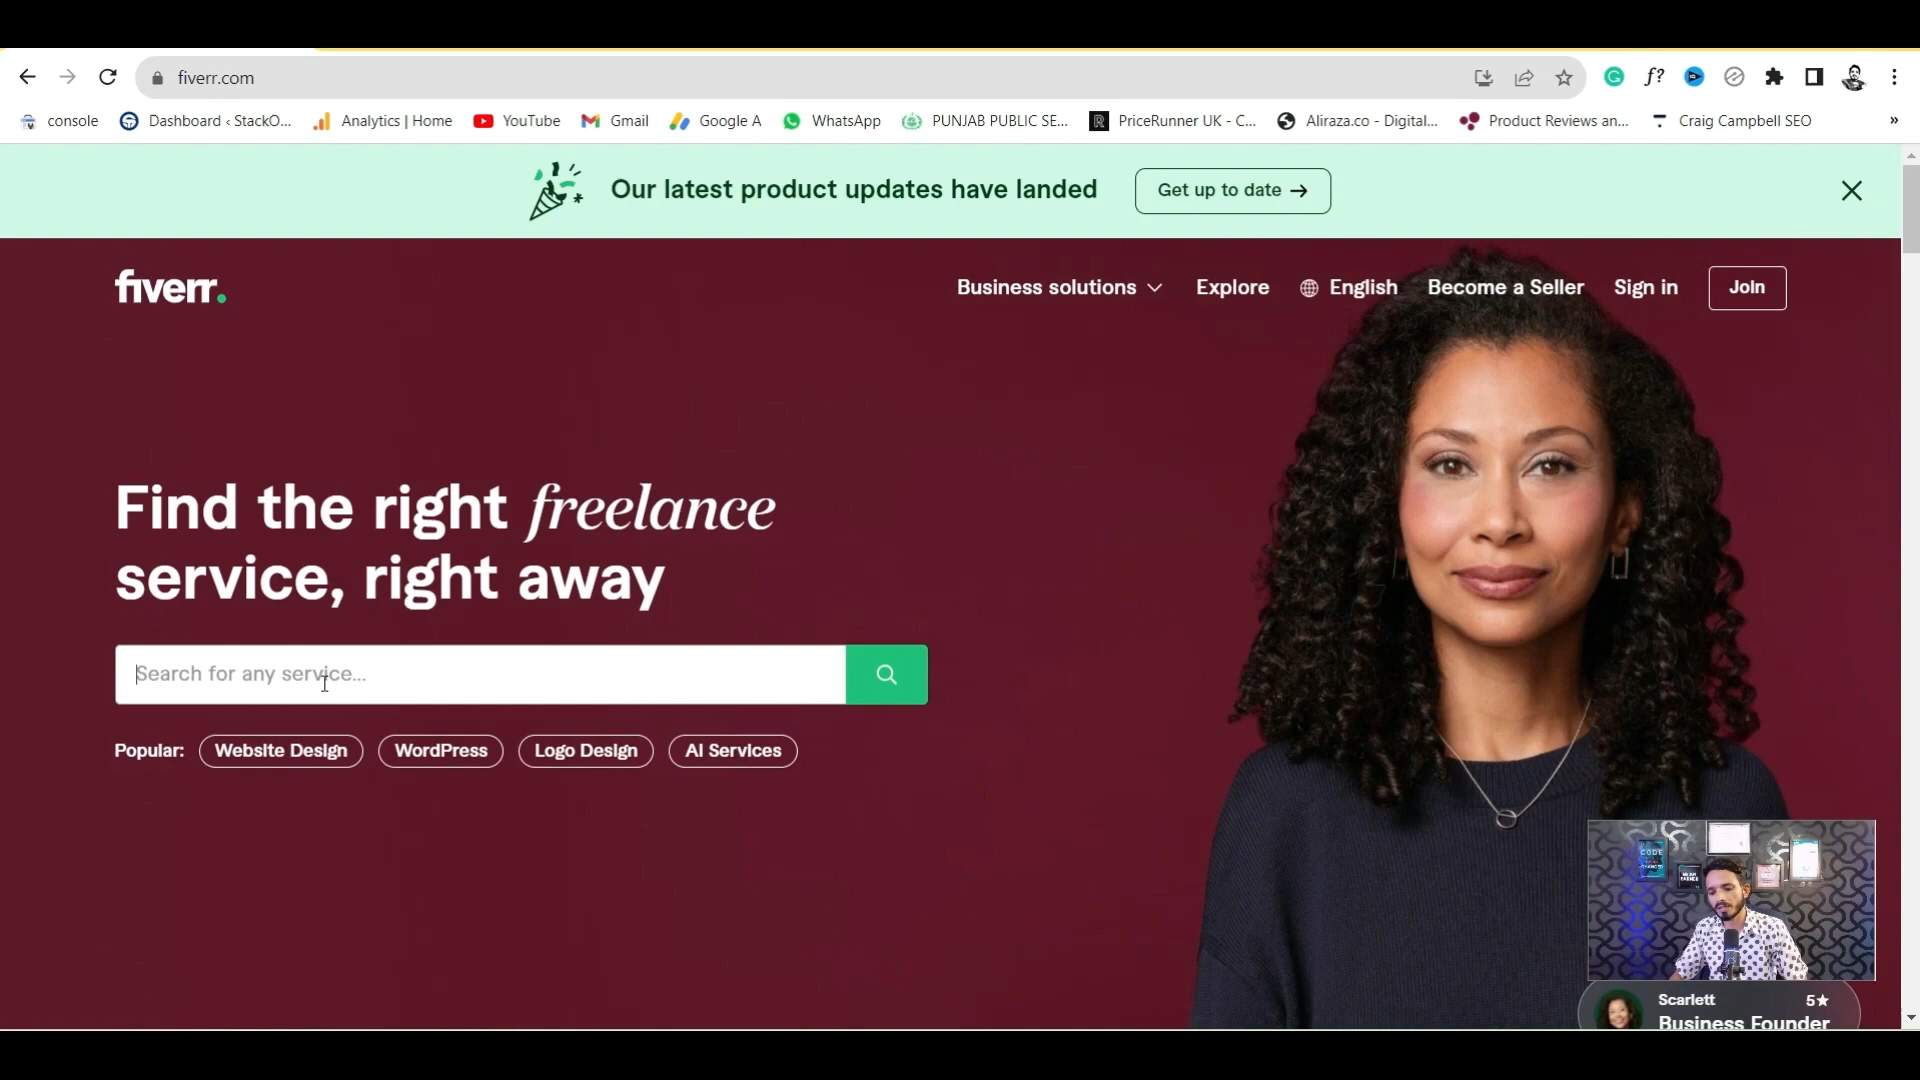 fiverr.com
console
Dashboard ‹ StackO...
Analytics | Home
YouTube
Gmail
Google A
WhatsApp
PUNJAB PUBLIC SE...
PriceRunner UK - C...
Aliraza.co - Digital...
Product Reviews an...
Craig Campbell SEO
»
Our latest product updates have landed
Get up to date →
fiverr.
Business solutions
Explore
English
Become a Seller
Sign in
Join
Find the right freelance
service, right away
Search for any service...
Popular:
Website Design
WordPress
Logo Design
AI Services
CODE
Scarlett
5★
Business Founder